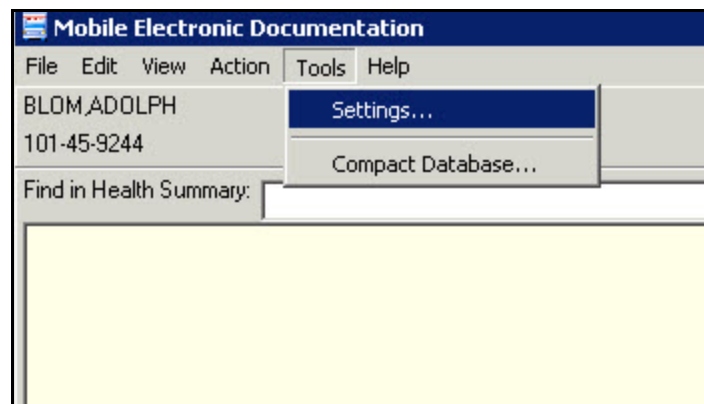 Mobile Electronic Documentation
File Edit View Action Tools Help
BLOM,ADOLPH
101-45-9244
Settings...
Compact Database...
Find in Health Summary: